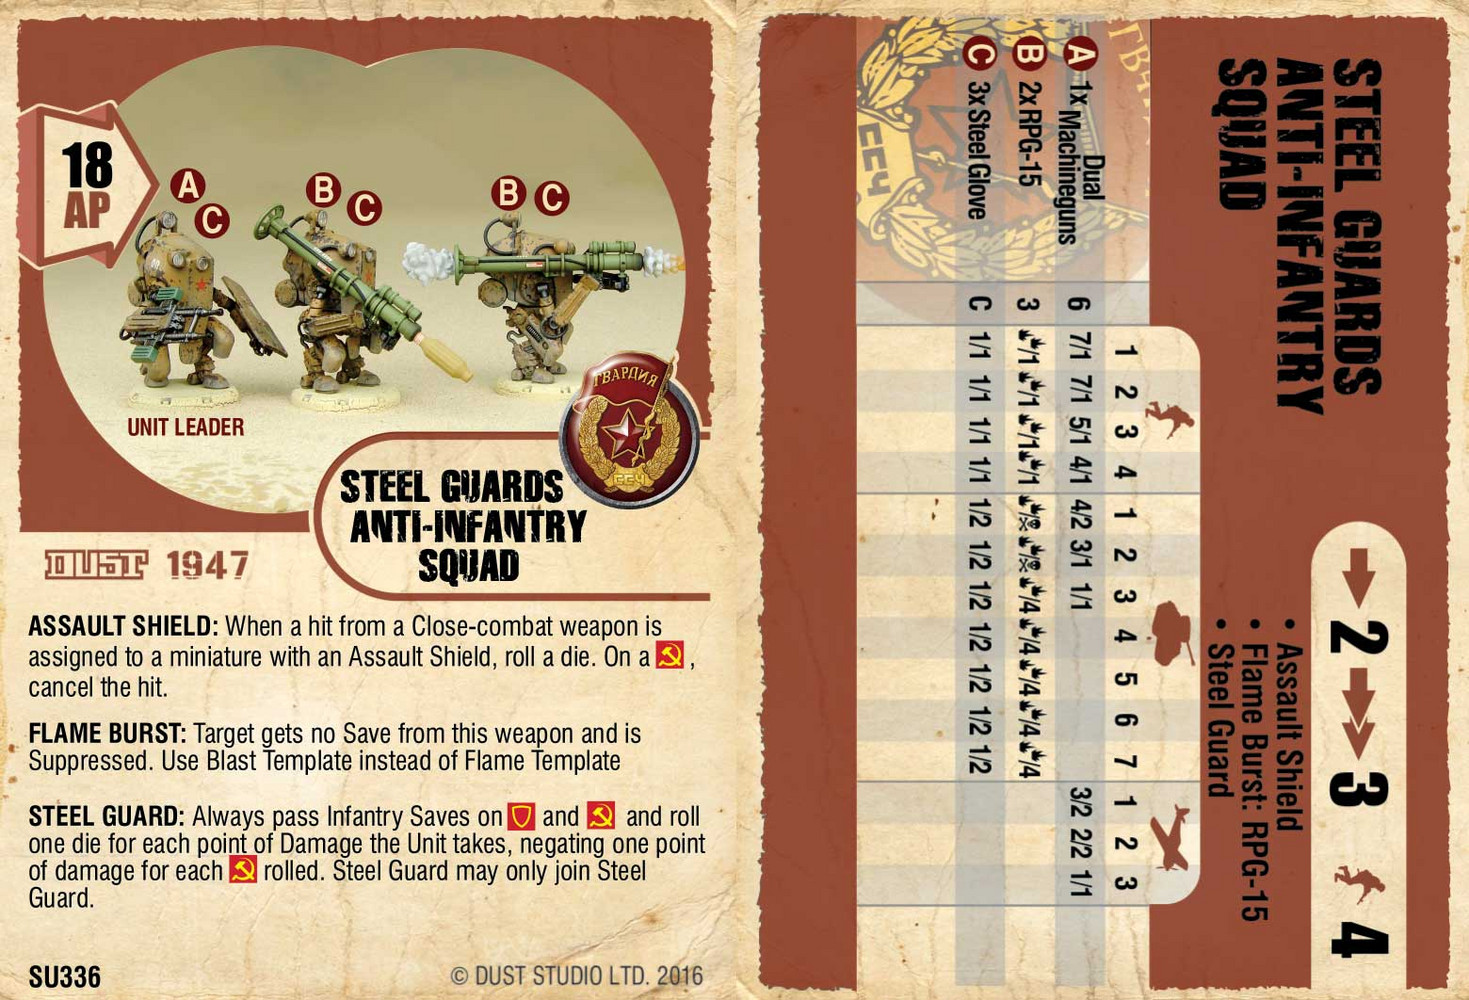 18
AP
A
C
B
C
B
C
UNIT LEADER
ГВАРДИЯ
STEEL GUARDS
ANTI-INFANTRY
SQUAD
DUST 1947
ASSAULT SHIELD: When a hit from a Close-combat weapon is
assigned to a miniature with an Assault Shield, roll a die. On a ,
cancel the hit.
FLAME BURST: Target gets no Save from this weapon and is
Suppressed. Use Blast Template instead of Flame Template
STEEL GUARD: Always pass Infantry Saves on and and roll
one die for each point of Damage the Unit takes, negating one point
of damage for each rolled. Steel Guard may only join Steel
Guard.
SU336
© DUST STUDIO LTD. 2016
STEEL GUARDS
ANTI-INFANTRY
SQUAD
2 3 4
• Assault Shield
• Flame Burst: RPG-15
• Steel Guard
1 2 3 4 1 2 3 4 5 6 7 1 2 3
A 1x Dual Machineguns 6 7/1 7/1 5/1 4/1 4/2 3/1 1/1 3/2 2/2 1/1
B 2x RPG-15 3 /1 /1 /1 /1 / / /4 /4 /4 /4 /4
C 3x Steel Glove C 1/1 1/1 1/1 1/1 1/2 1/2 1/2 1/2 1/2 1/2 1/2